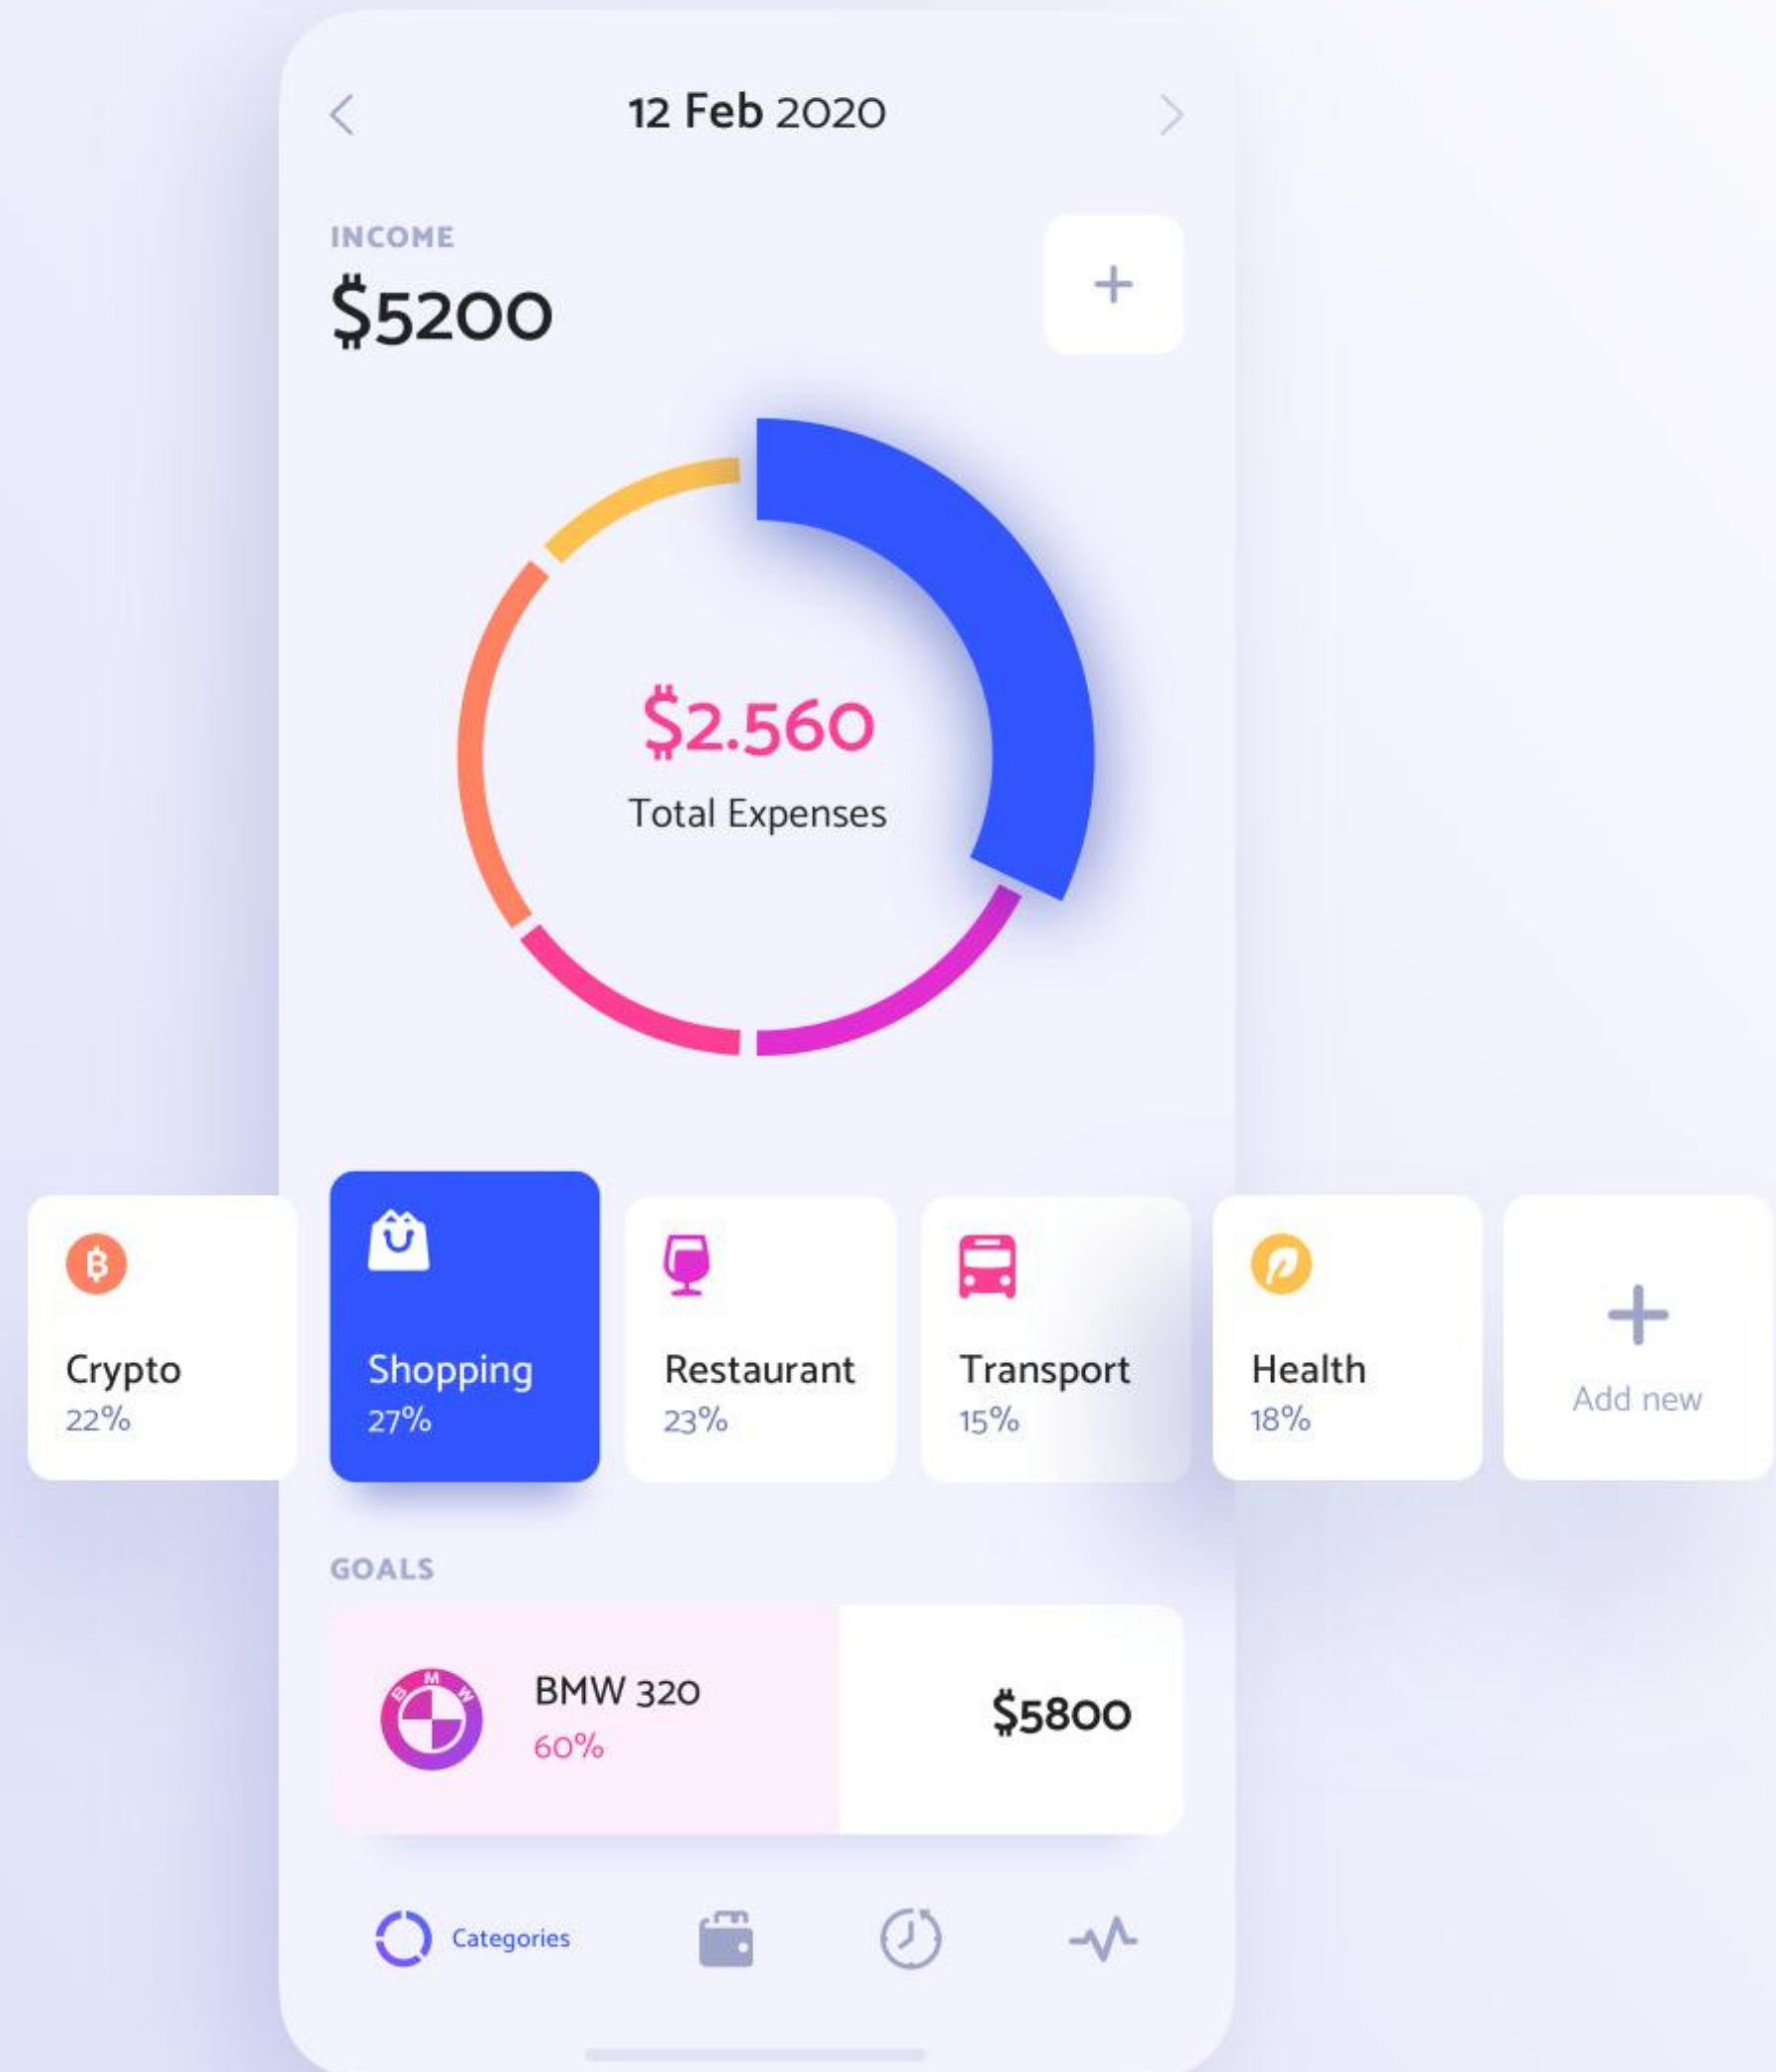 12 Feb 2020
INCOME
$5200
$2.560
Total Expenses
Crypto
22%
Shopping
27%
Restaurant
23%
Transport
15%
Health
18%
Add new
GOALS
BMW
BMW 320
60%
$5800
Categories